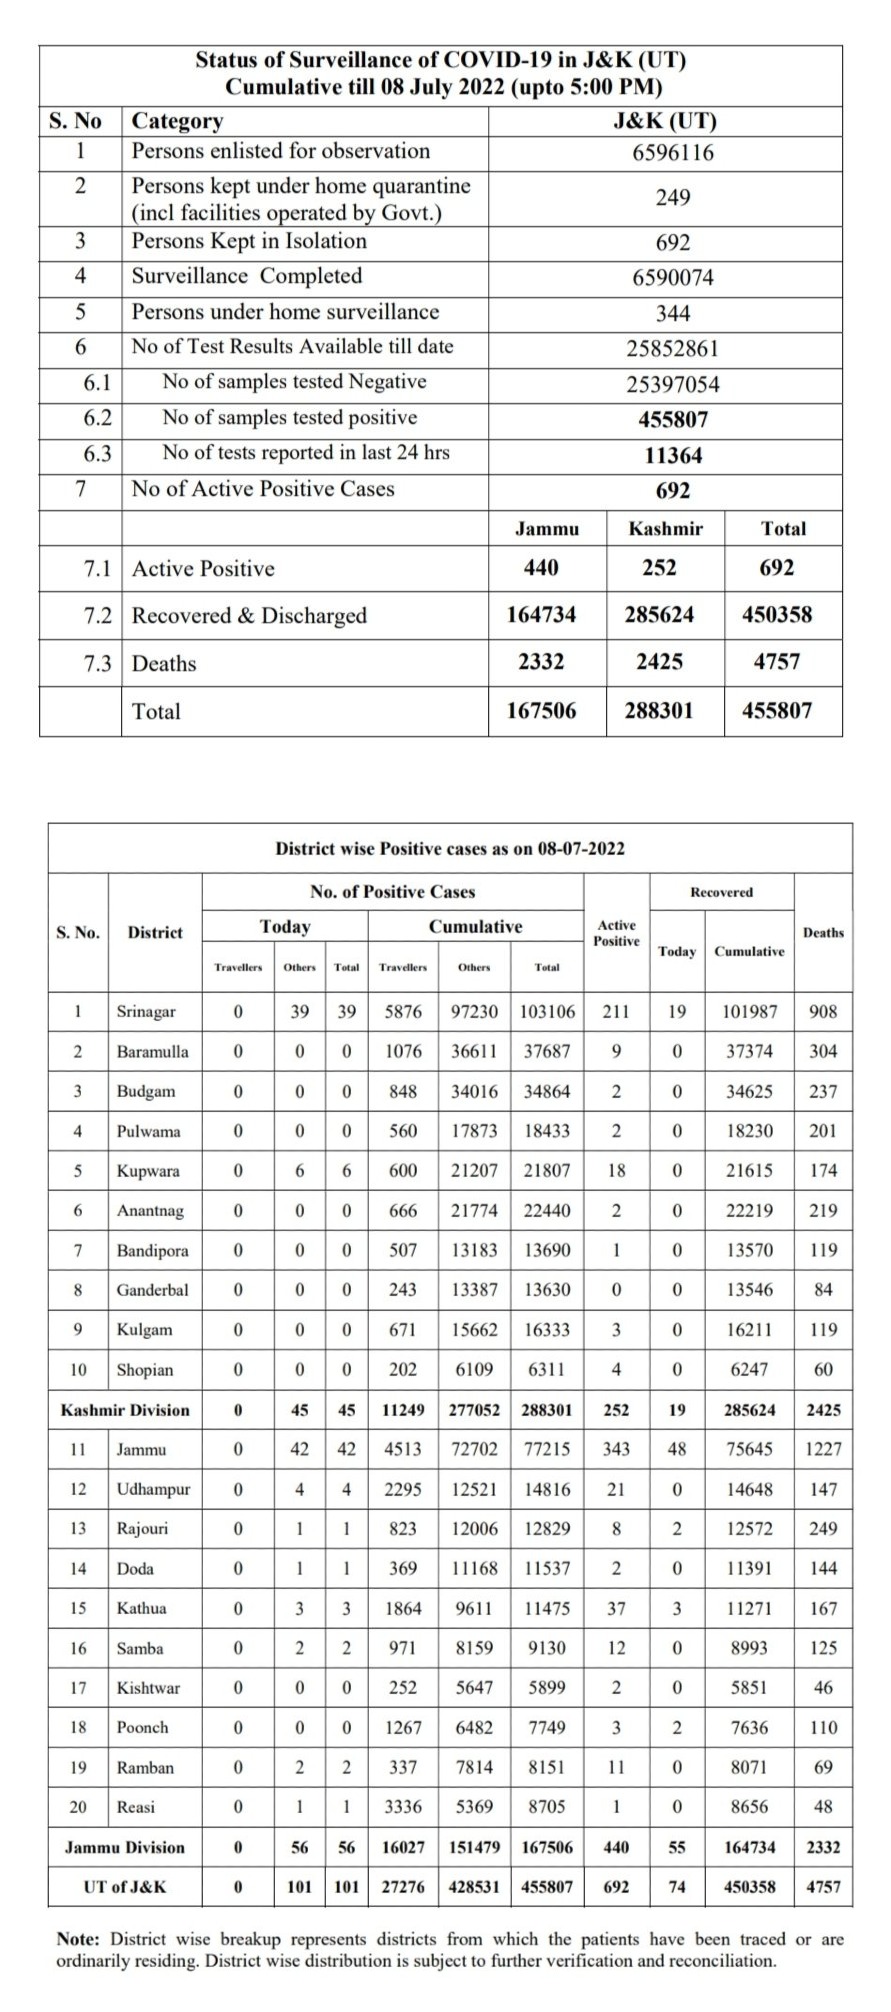 Status of Surveillance of COVID-19 in J&K (UT)
Cumulative till 08 July 2022 (upto 5:00 PM)
S. No Category J&K (UT)
1 Persons enlisted for observation 6596116
2 Persons kept under home quarantine
(incl facilities operated by Govt.) 249
3 Persons Kept in Isolation 692
4 Surveillance Completed 6590074
5 Persons under home surveillance 344
6 No of Test Results Available till date 25852861
6.1 No of samples tested Negative 25397054
6.2 No of samples tested positive 455807
6.3 No of tests reported in last 24 hrs 11364
7 No of Active Positive Cases 692
Jammu Kashmir Total
7.1 Active Positive 440 252 692
7.2 Recovered & Discharged 164734 285624 450358
7.3 Deaths 2332 2425 4757
Total 167506 288301 455807
District wise Positive cases as on 08-07-2022
S. No. District No. of Positive Cases Active Positive Recovered Deaths
Today Cumulative Today Cumulative
Travellers Others Total Travellers Others Total
1 Srinagar 0 39 39 5876 97230 103106 211 19 101987 908
2 Baramulla 0 0 0 1076 36611 37687 9 0 37374 304
3 Budgam 0 0 0 848 34016 34864 2 0 34625 237
4 Pulwama 0 0 0 560 17873 18433 2 0 18230 201
5 Kupwara 0 6 6 600 21207 21807 18 0 21615 174
6 Anantnag 0 0 0 666 21774 22440 2 0 22219 219
7 Bandipora 0 0 0 507 13183 13690 1 0 13570 119
8 Ganderbal 0 0 0 243 13387 13630 0 0 13546 84
9 Kulgam 0 0 0 671 15662 16333 3 0 16211 119
10 Shopian 0 0 0 202 6109 6311 4 0 6247 60
Kashmir Division 0 45 45 11249 277052 288301 252 19 285624 2425
11 Jammu 0 42 42 4513 72702 77215 343 48 75645 1227
12 Udhampur 0 4 4 2295 12521 14816 21 0 14648 147
13 Rajouri 0 1 1 823 12006 12829 8 2 12572 249
14 Doda 0 1 1 369 11168 11537 2 0 11391 144
15 Kathua 0 3 3 1864 9611 11475 37 3 11271 167
16 Samba 0 2 2 971 8159 9130 12 0 8993 125
17 Kishtwar 0 0 0 252 5647 5899 2 0 5851 46
18 Poonch 0 0 0 1267 6482 7749 3 2 7636 110
19 Ramban 0 2 2 337 7814 8151 11 0 8071 69
20 Reasi 0 1 1 3336 5369 8705 1 0 8656 48
Jammu Division 0 56 56 16027 151479 167506 440 55 164734 2332
UT of J&K 0 101 101 27276 428531 455807 692 74 450358 4757
Note: District wise breakup represents districts from which the patients have been traced or are
ordinarily residing. District wise distribution is subject to further verification and reconciliation.